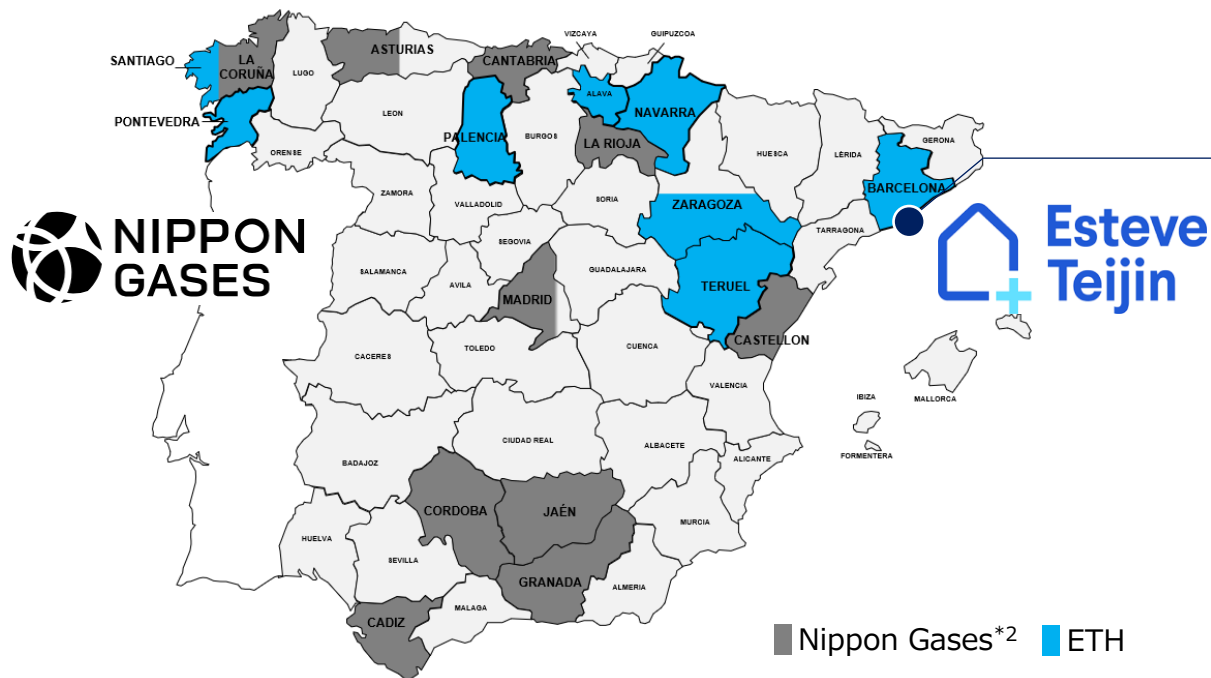 VIZCAYA
GUIPUZCOA
SANTIAGO
LA
CORUÑA
LUGO
ASTURIAS
CANTABRIA
ALAVA
NAVARRA
PONTEVEDRA
LEON
PALENCIA
BURGOS
LA RIOJA
HUESCA
LÉRIDA
GERONA
ORENSE
BARCELONA
ZAMORA
VALLADOLID
SORIA
ZARAGOZA
TARRAGONA
NIPPON
GASES
SEGOVIA
SALAMANCA
AVILA
GUADALAJARA
MADRID
TERUEL
Esteve
Teijin
CASTELLON
CACERES
TOLEDO
CUENCA
VALENCIA
IBIZA
MALLORCA
CIUDAD REAL
ALBACETE
ALICANTE
FORMENTERA
BADAJOZ
CORDOBA
JAÉN
MURCIA
HUELVA
SEVILLA
GRANADA
ALMERIA
MALAGA
CADIZ
Nippon Gases*2
ETH